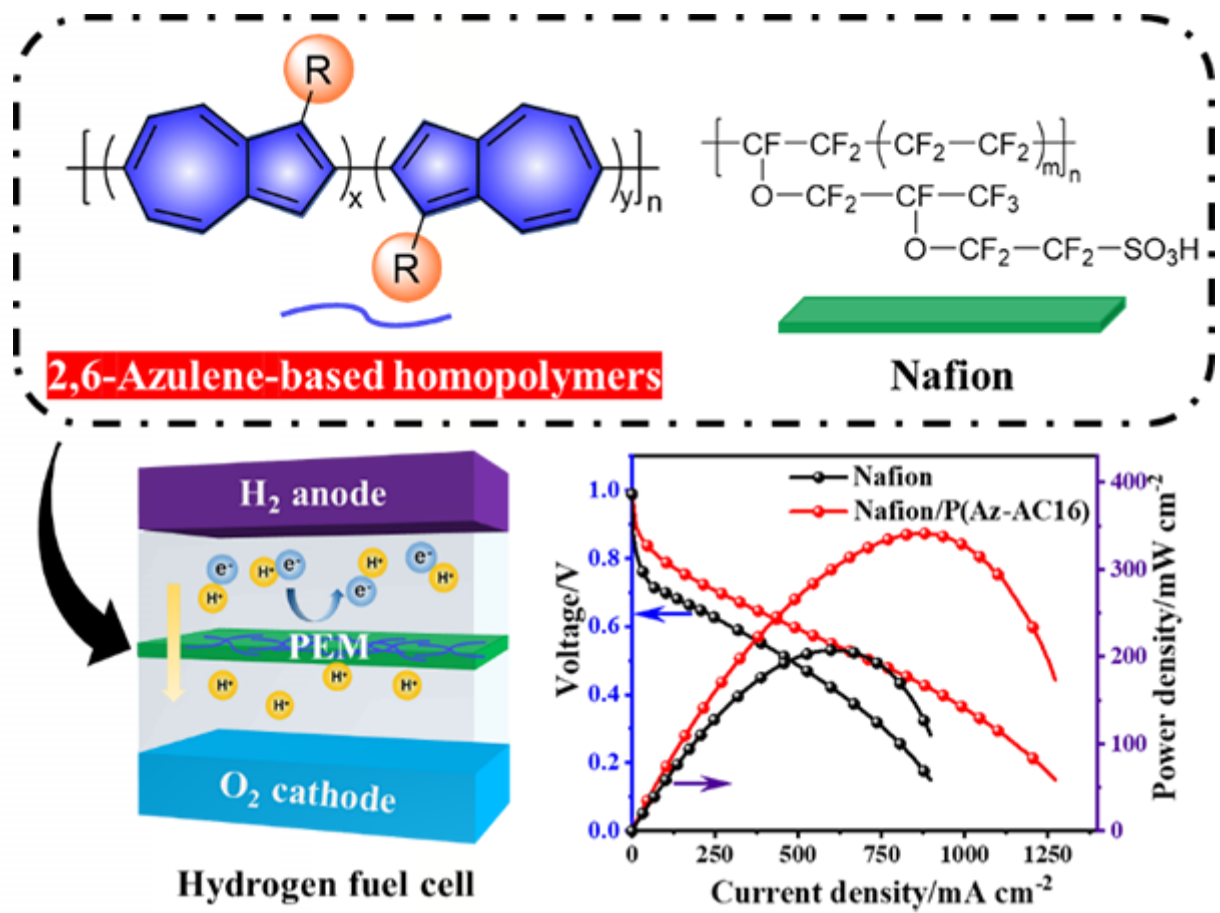 R
[( )x( )y]n
R
2,6-Azulene-based homopolymers
[CF—CF₂(CF₂—CF₂)m]n
O—CF₂—CF—CF₃
O—CF₂—CF₂—SO₃H
Nafion
H₂ anode
e⁻ H⁺ e⁻ H⁺ e⁻
H⁺ e⁻ H⁺
PEM
H⁺ H⁺ H⁺ H⁺
O₂ cathode
Hydrogen fuel cell
Nafion
Nafion/P(Az-AC16)
Voltage/V
1.0
0.8
0.6
0.4
0.2
0.0
0 250 500 750 1000 1250
Current density/mA cm⁻²
400
300
200
100
0
Power density/mW cm⁻²